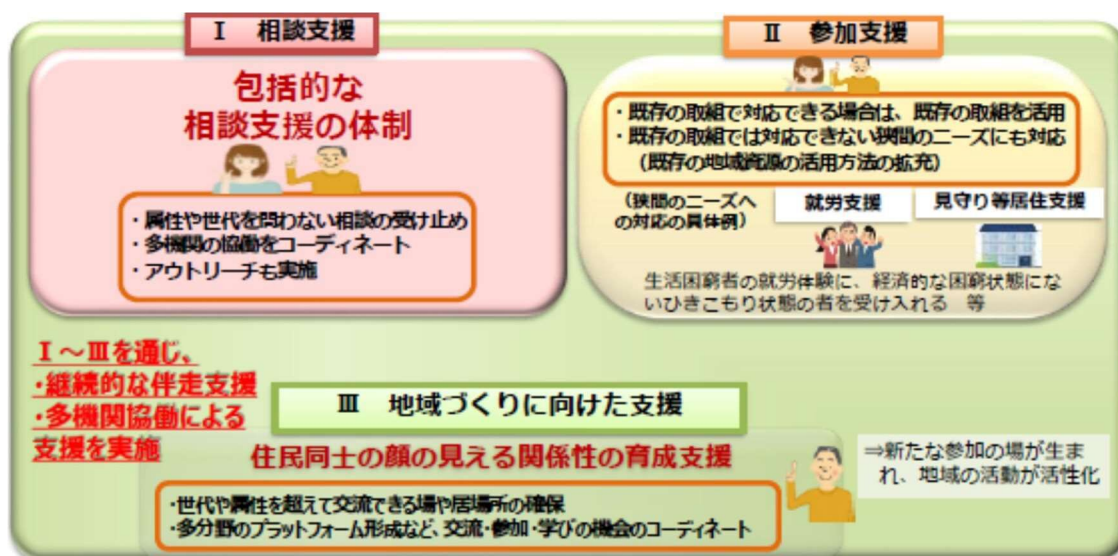 Ⅰ 相談支援
包括的な
相談支援の体制
・属性や世代を問わない相談の受け止め
・多機関の協働をコーディネート
・アウトリーチも実施
Ⅱ 参加支援
・既存の取組で対応できる場合は、既存の取組を活用
・既存の取組では対応できない狭間のニーズにも対応
（既存の地域資源の活用方法の拡充）
（狭間のニーズへ
の対応の具体例）
就労支援
見守り等居住支援
生活困窮者の就労体験に、経済的な困窮状態にな
いひきこもり状態の者を受け入れる 等
Ⅰ～Ⅲを通じ、
・継続的な伴走支援
・多機関協働による
支援を実施
Ⅲ 地域づくりに向けた支援
住民同士の顔の見える関係性の育成支援
・世代や属性を超えて交流できる場や居場所の確保
・多分野のプラットフォーム形成など、交流・参加・学びの機会のコーディネート
⇒新たな参加の場が生ま
れ、地域の活動が活性化